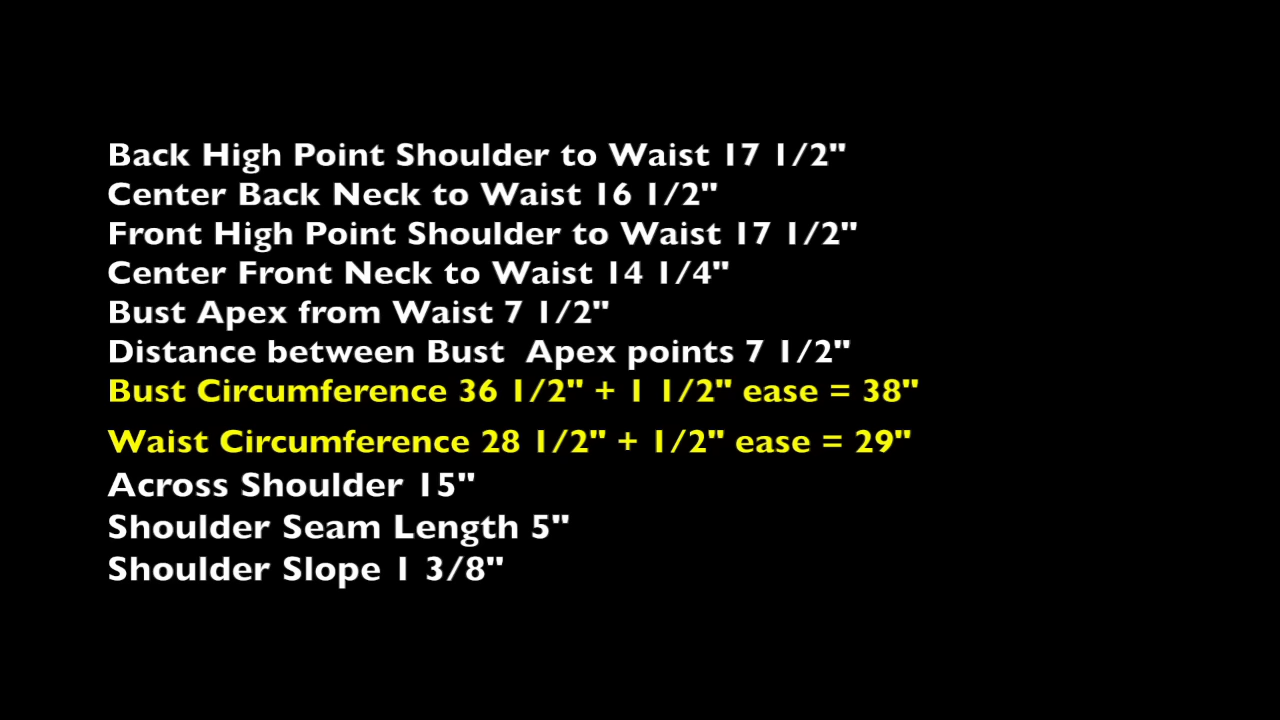 Back High Point Shoulder to Waist 17 1/2"
Center Back Neck to Waist 16 1/2"
Front High Point Shoulder to Waist 17 1/2"
Center Front Neck to Waist 14 1/4"
Bust Apex from Waist 7 1/2"
Distance between Bust  Apex points 7 1/2"
Bust Circumference 36 1/2" + 1 1/2" ease = 38"
Waist Circumference 28 1/2" + 1/2" ease = 29"
Across Shoulder 15"
Shoulder Seam Length 5"
Shoulder Slope 1 3/8"